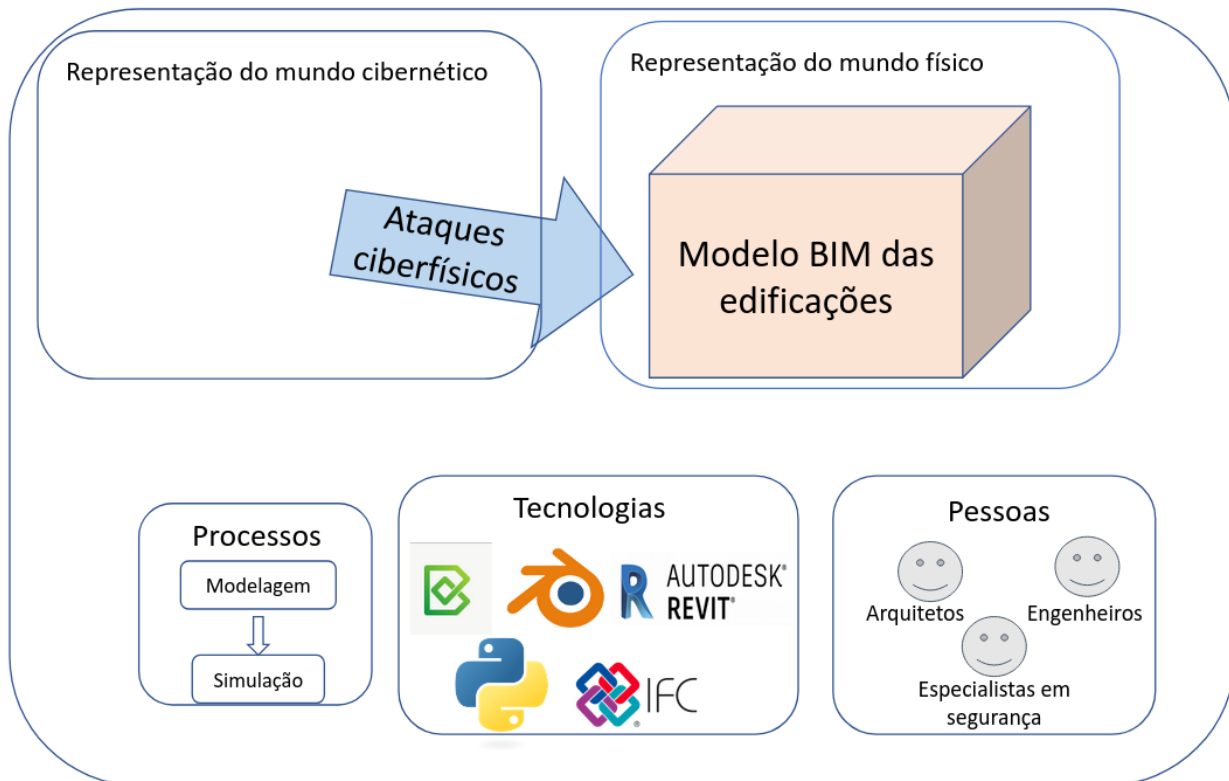 Representação do mundo cibernético
Representação do mundo físico
Ataques
ciberfísicos
Modelo BIM das
edificações
Processos
Modelagem
Simulação
Tecnologias
R AUTODESK®
REVIT®
IFC
®
Pessoas
Arquitetos
Engenheiros
Especialistas em
segurança